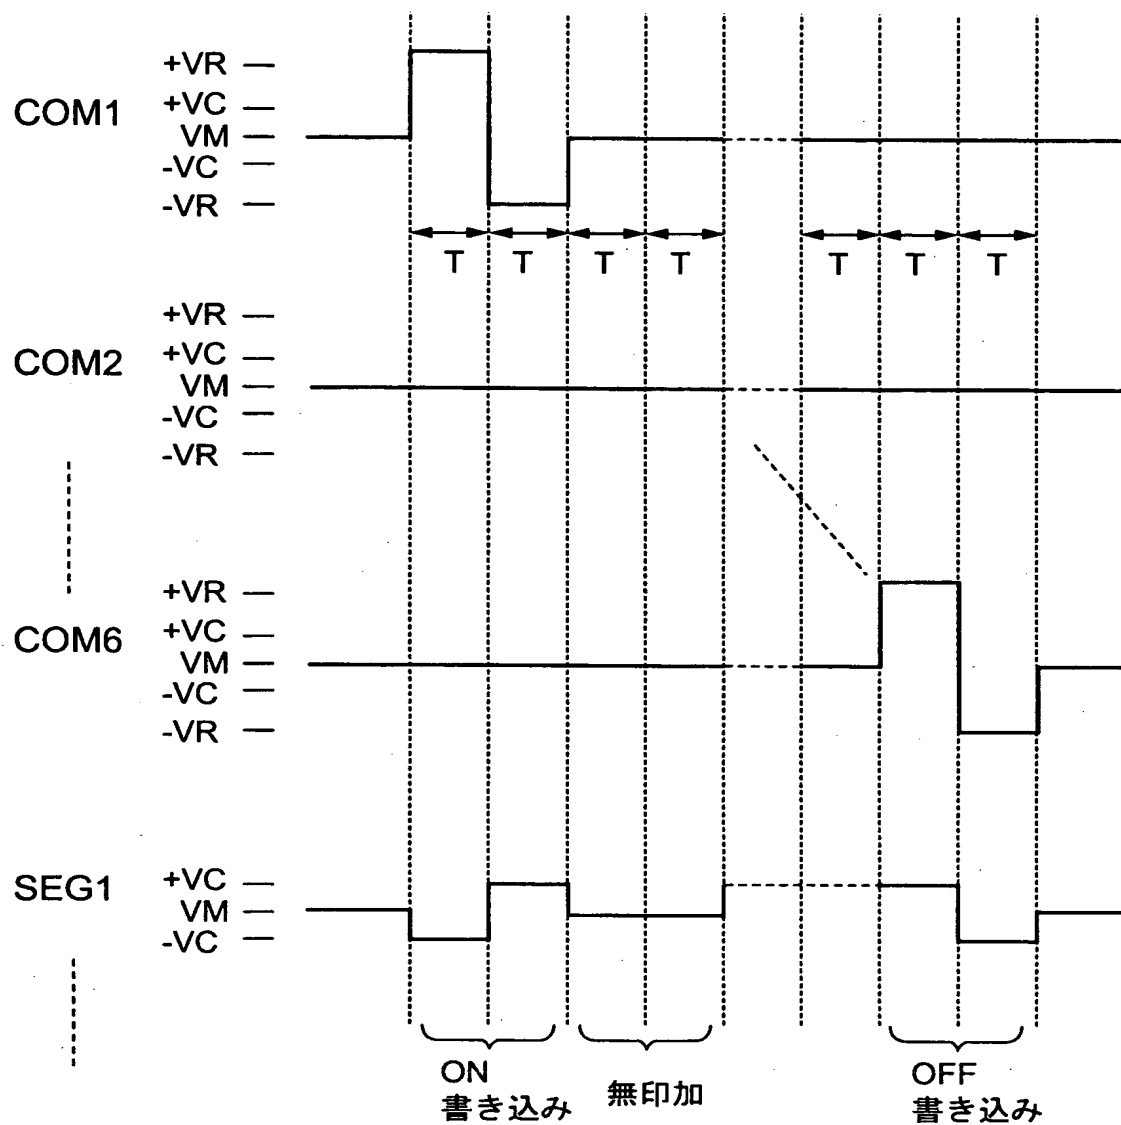 COM1
+VR
+VC
VM
-VC
-VR
T T T T T T T
COM2
+VR
+VC
VM
-VC
-VR
COM6
+VR
+VC
VM
-VC
-VR
SEG1
+VC
VM
-VC
ON
書き込み
無印加
OFF
書き込み